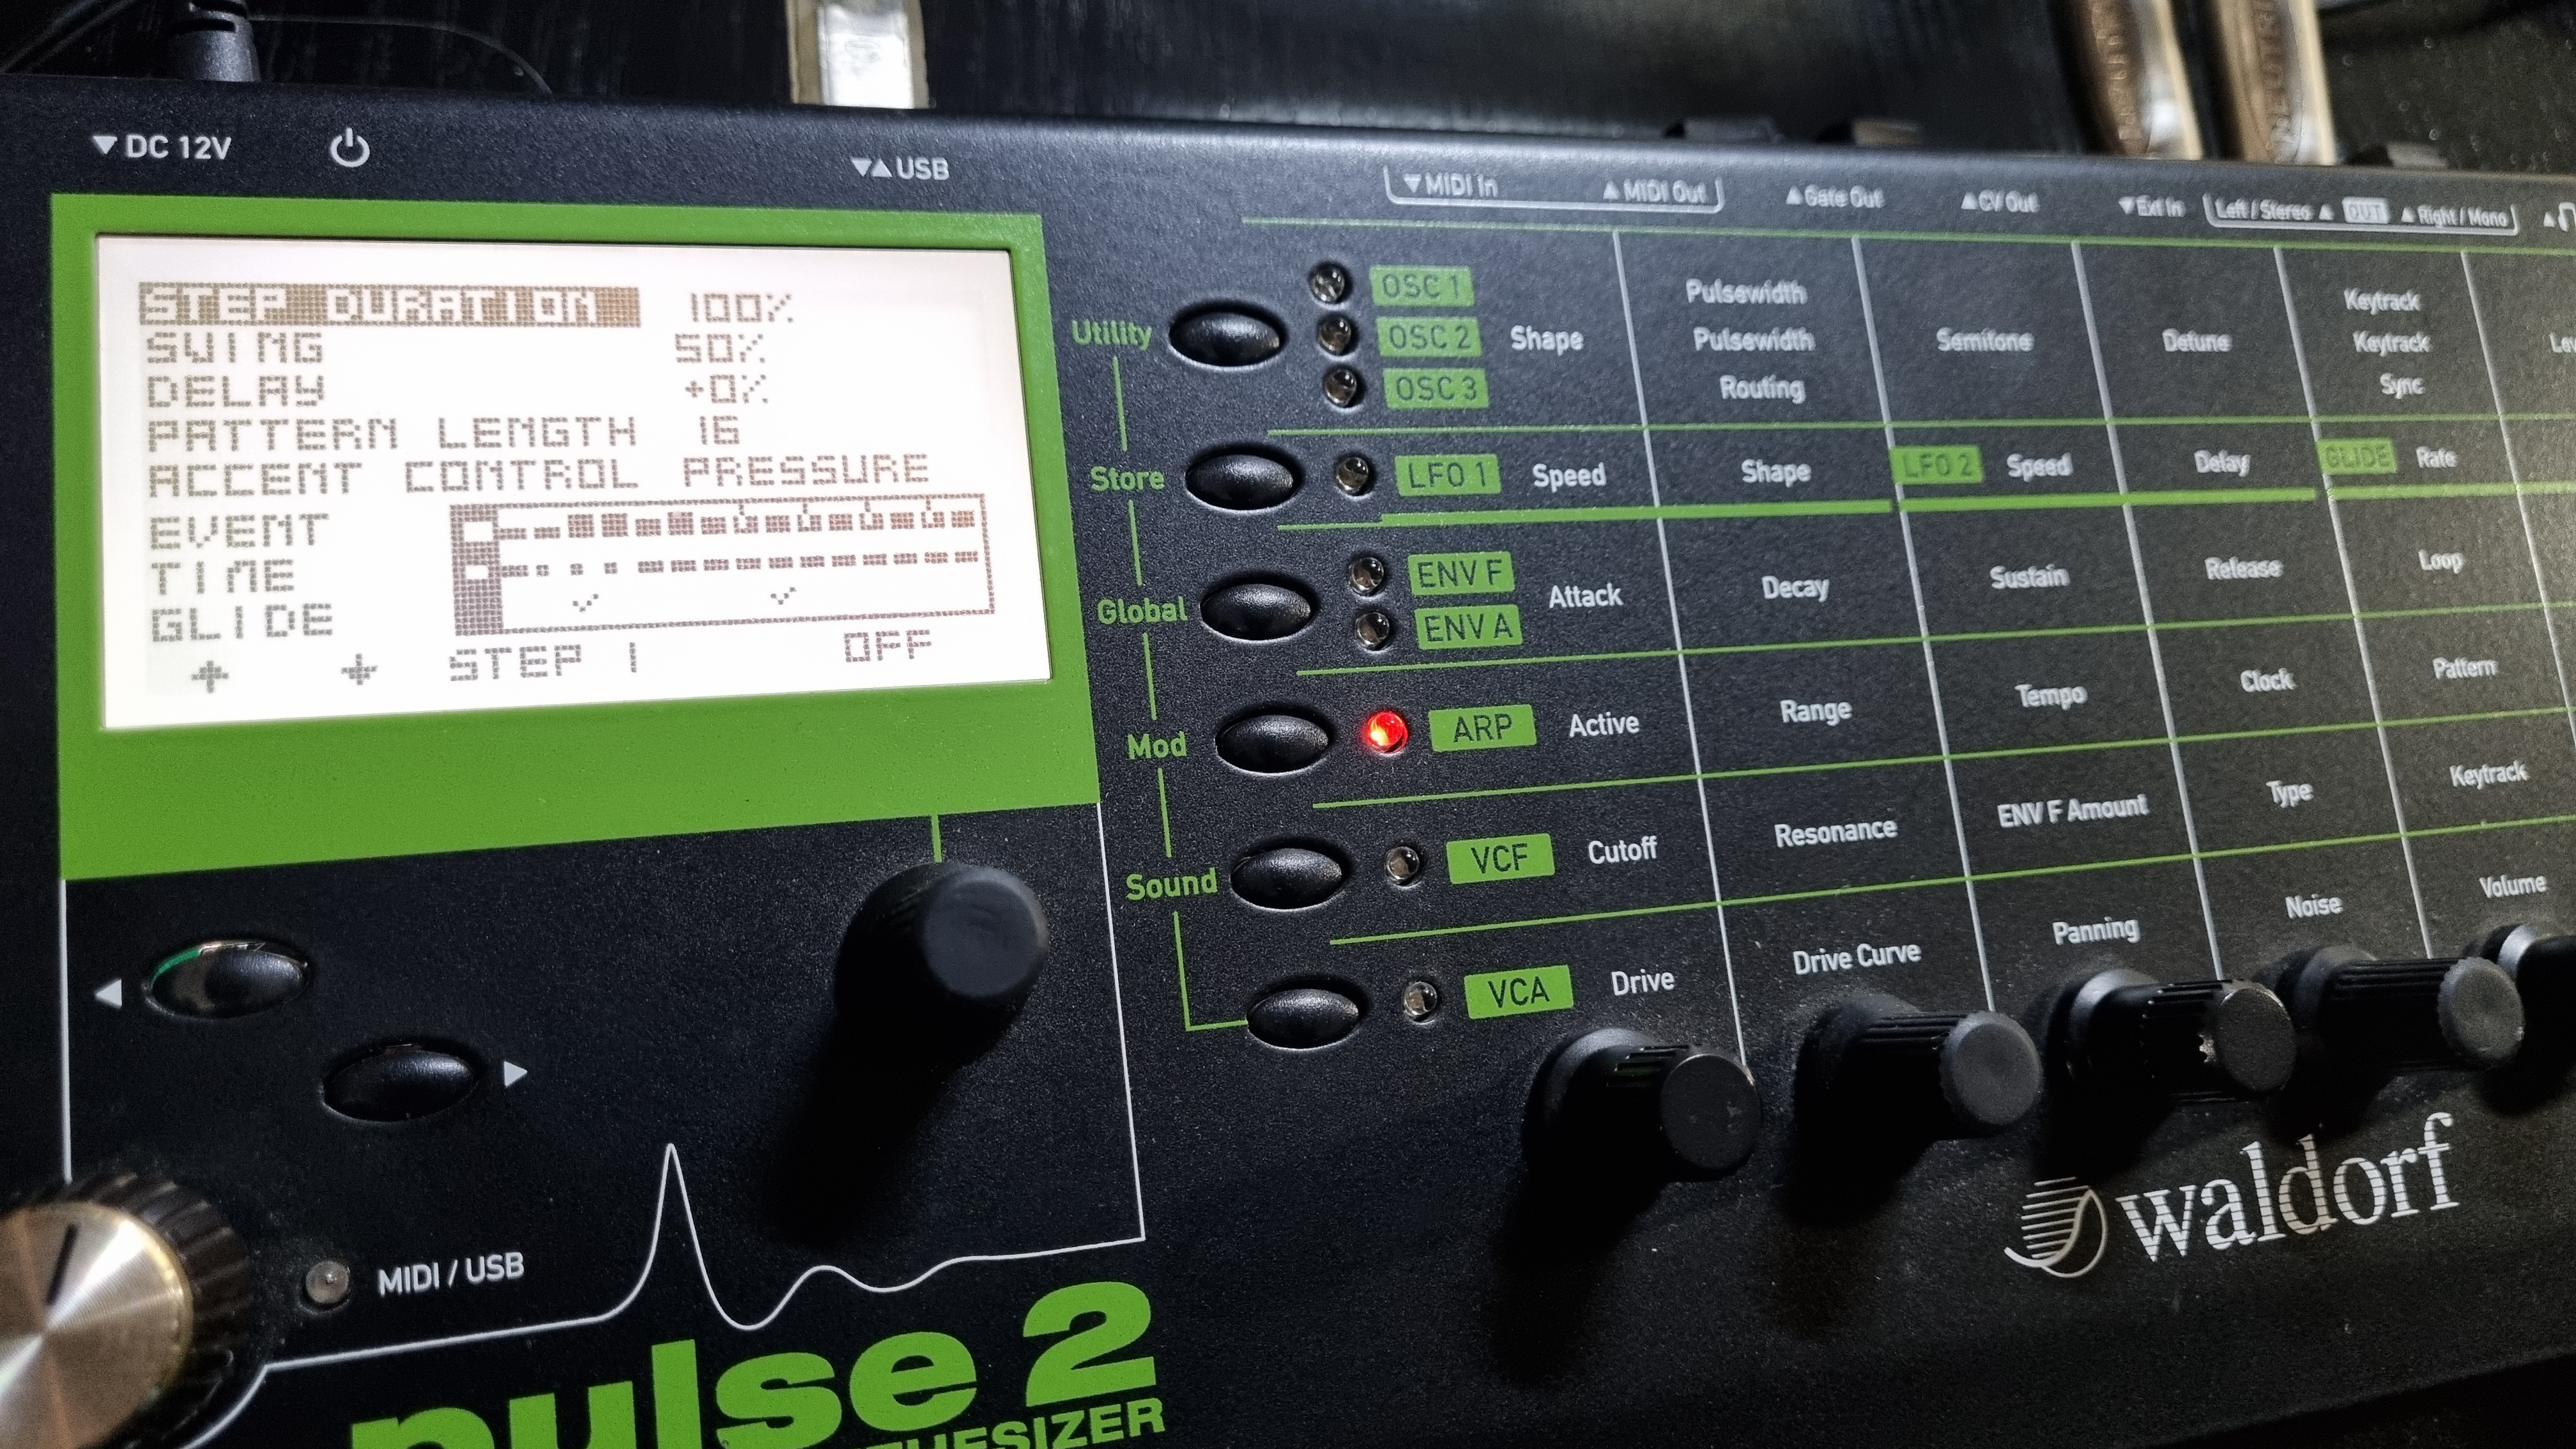 DC 12V
USB
MIDI In
MIDI Out
Gate Out
CV Out
Ext In
Left / Stereo
OUT
Right / Mono
STEP DURATION 100%
SWING 50%
DELAY +0%
PATTERN LENGTH 16
ACCENT CONTROL PRESSURE
EVENT
TIME
GLIDE
STEP 1 OFF
Utility
OSC 1
OSC 2
OSC 3
Shape
Pulsewidth
Pulsewidth
Routing
Semitone
Detune
Keytrack
Keytrack
Sync
Store
LFO 1 Speed Shape LFO 2 Speed Delay GLIDE Rate
Global
ENV F
ENV A
Attack Decay Sustain Release Loop
Mod
ARP Active Range Tempo Clock Pattern
Sound
VCF Cutoff Resonance ENV F Amount Type Keytrack
VCA Drive Drive Curve Panning Noise Volume
MIDI / USB
waldorf
pulse 2